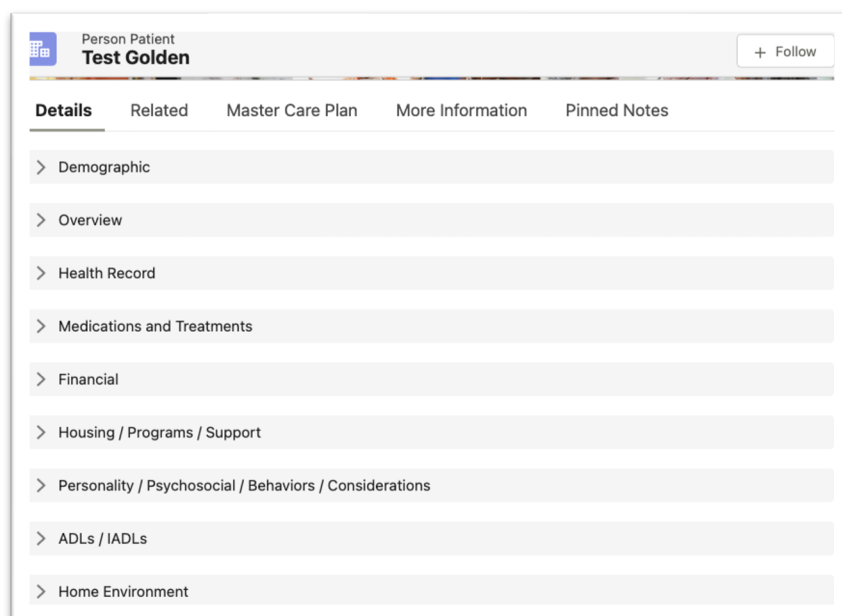 Person Patient
Test Golden
+ Follow
Details Related Master Care Plan More Information Pinned Notes
Demographic
Overview
Health Record
Medications and Treatments
Financial
Housing / Programs / Support
Personality / Psychosocial / Behaviors / Considerations
ADLs / IADLs
Home Environment